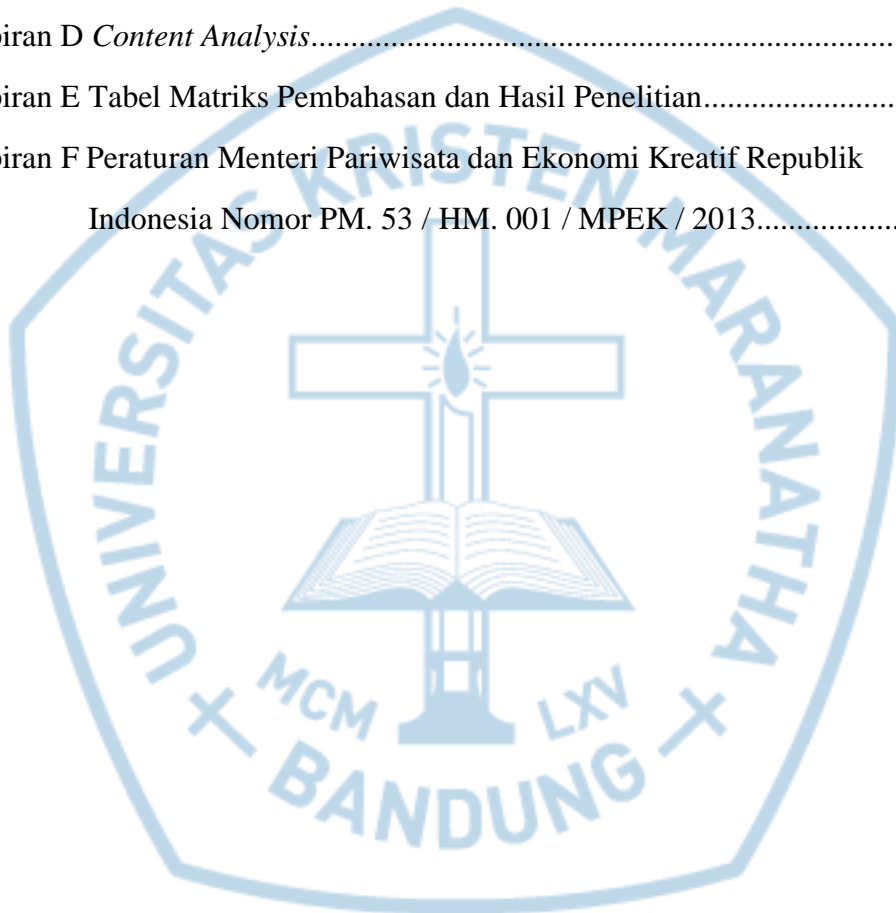 piran D Content Analysis.......................................................................
piran E Tabel Matriks Pembahasan dan Hasil Penelitian.......................
piran F Peraturan Menteri Pariwisata dan Ekonomi Kreatif Republik
Indonesia Nomor PM. 53 / HM. 001 / MPEK / 2013.................
UNIVERSITAS KRISTEN MARANATHA
MCM LXV
BANDUNG